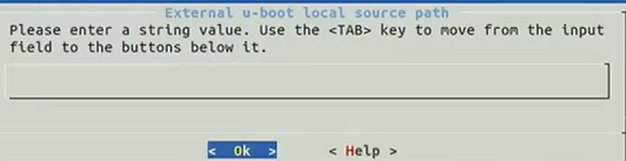 External u-boot local source path
Please enter a string value. Use the <TAB> key to move from the input
field to the buttons below it.
< Ok > < Help >